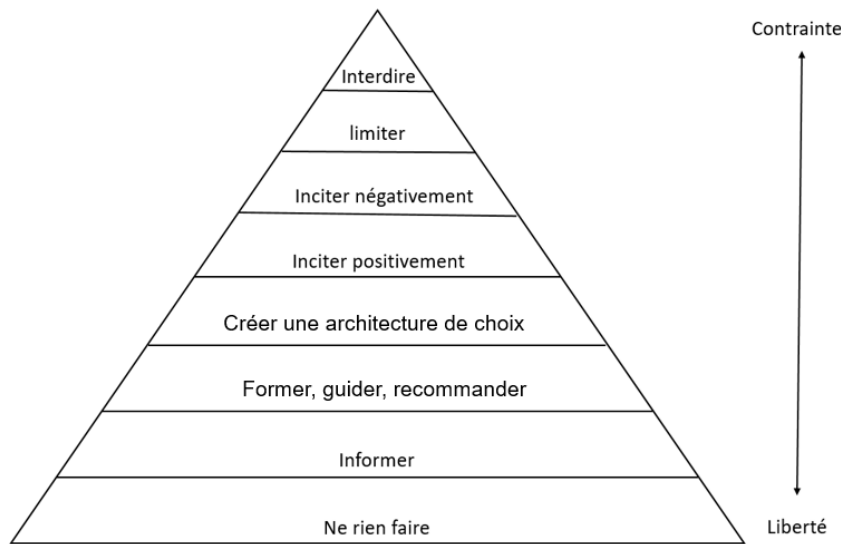 Contrainte
Interdire
limiter
Inciter négativement
Inciter positivement
Créer une architecture de choix
Former, guider, recommander
Informer
Ne rien faire
Liberté